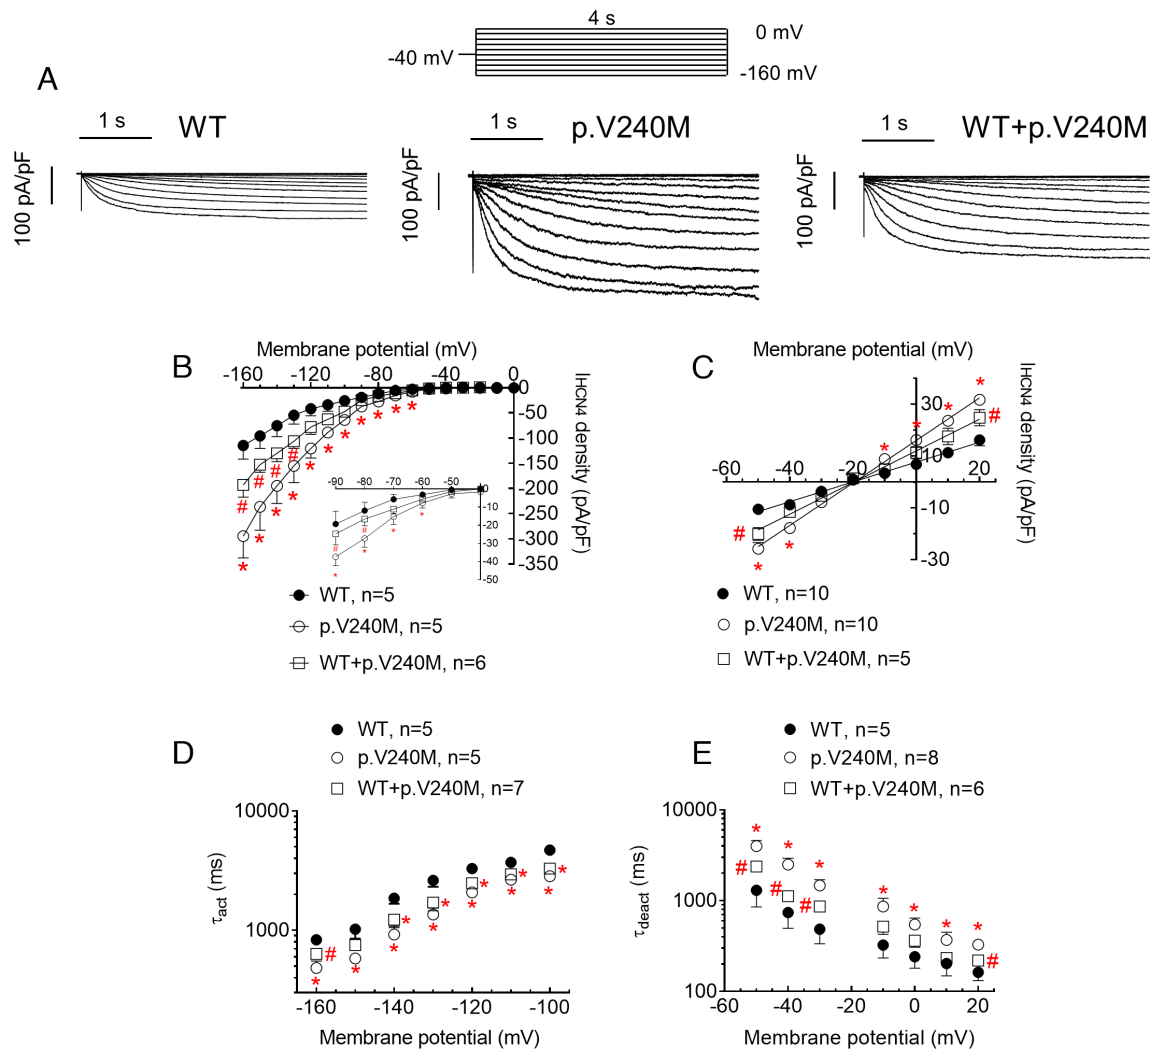 4 s
0 mV
-40 mV
-160 mV
A
1 s
WT
1 s
p.V240M
1 s
WT+p.V240M
100 pA/pF
100 pA/pF
100 pA/pF
B
Membrane potential (mV)
-160 -120 -80 -40 0
0
-50
-100
-150
-200
-250
-300
-350
IHCN4 density (pA/pF)
* * * * * * * * * * *
# # # #
-90 -80 -70 -60 -50
0
-10
-20
-30
-40
-50
# #
* * * *
WT, n=5
p.V240M, n=5
WT+p.V240M, n=6
C
Membrane potential (mV)
30
10
-10
-30
-60 -40 -20 20
IHCN4 density (pA/pF)
* * * * * *
# #
WT, n=10
p.V240M, n=10
WT+p.V240M, n=5
D
WT, n=5
p.V240M, n=5
WT+p.V240M, n=7
10000
1000
τact (ms)
# * * * * *
* * * * * * *
-160 -140 -120 -100
Membrane potential (mV)
E
WT, n=5
p.V240M, n=8
WT+p.V240M, n=6
10000
1000
100
τdeact (ms)
* * * * * * *
# # # #
-60 -40 -20 0 20
Membrane potential (mV)